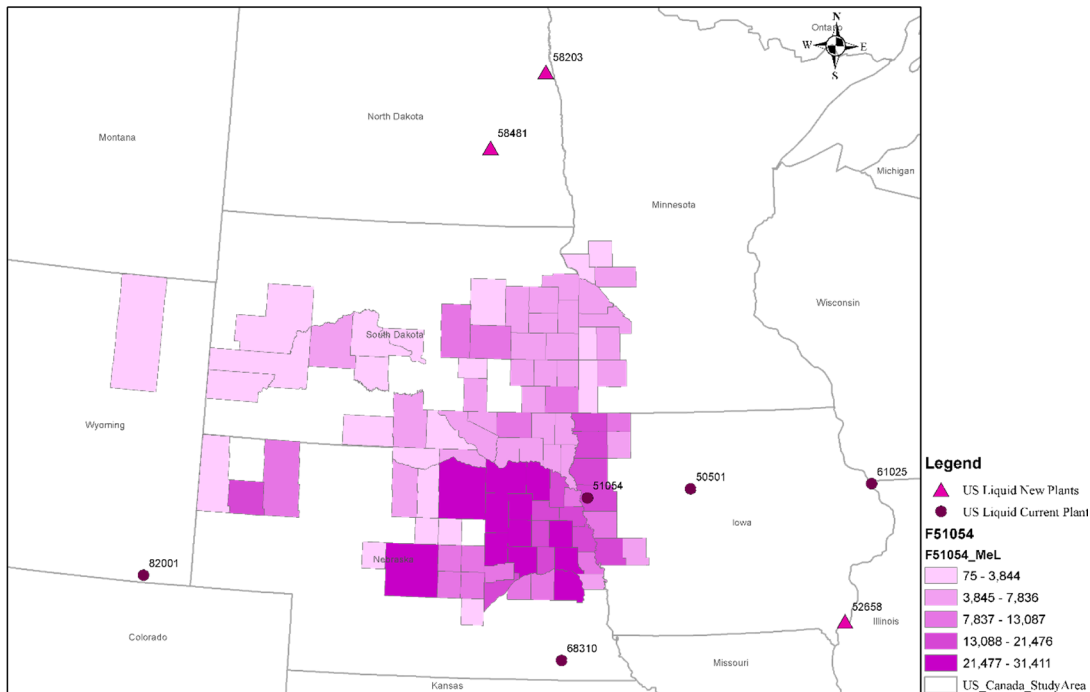 N
Ontario
W E
S
58203
Montana
North Dakota
58481
Michigan
Minnesota
Wisconsin
South Dakota
Wyoming
61025
50501
51054
Iowa
Nebraska
82001
52658
Illinois
Colorado
68310
Missouri
Kansas
Legend
US Liquid New Plants
US Liquid Current Plant
F51054
F51054_MeL
75 - 3,844
3,845 - 7,836
7,837 - 13,087
13,088 - 21,476
21,477 - 31,411
US_Canada_StudyArea